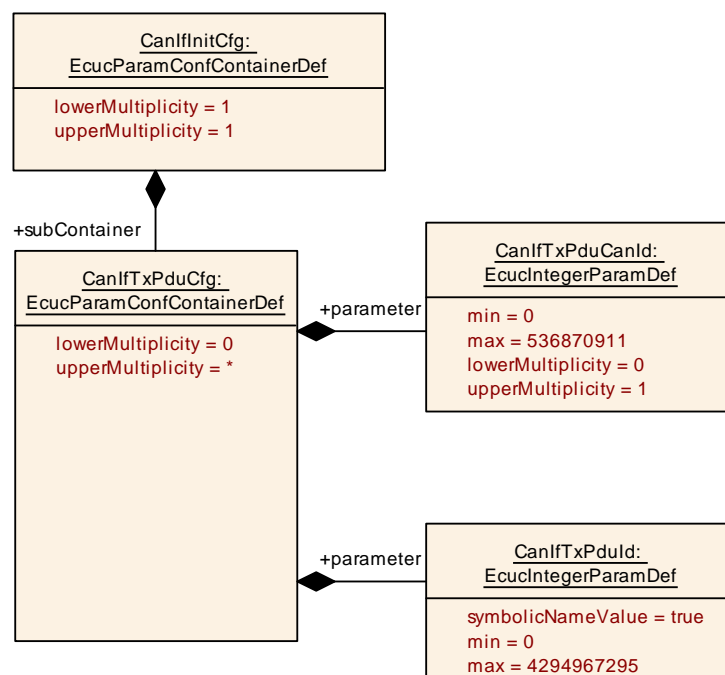 CanIfInitCfg:
EcucParamConfContainerDef
lowerMultiplicity = 1
upperMultiplicity = 1
+subContainer
CanIfTxPduCfg:
EcucParamConfContainerDef
lowerMultiplicity = 0
upperMultiplicity = *
+parameter
CanIfTxPduCanId:
EcucIntegerParamDef
min = 0
max = 536870911
lowerMultiplicity = 0
upperMultiplicity = 1
+parameter
CanIfTxPduId:
EcucIntegerParamDef
symbolicNameValue = true
min = 0
max = 4294967295